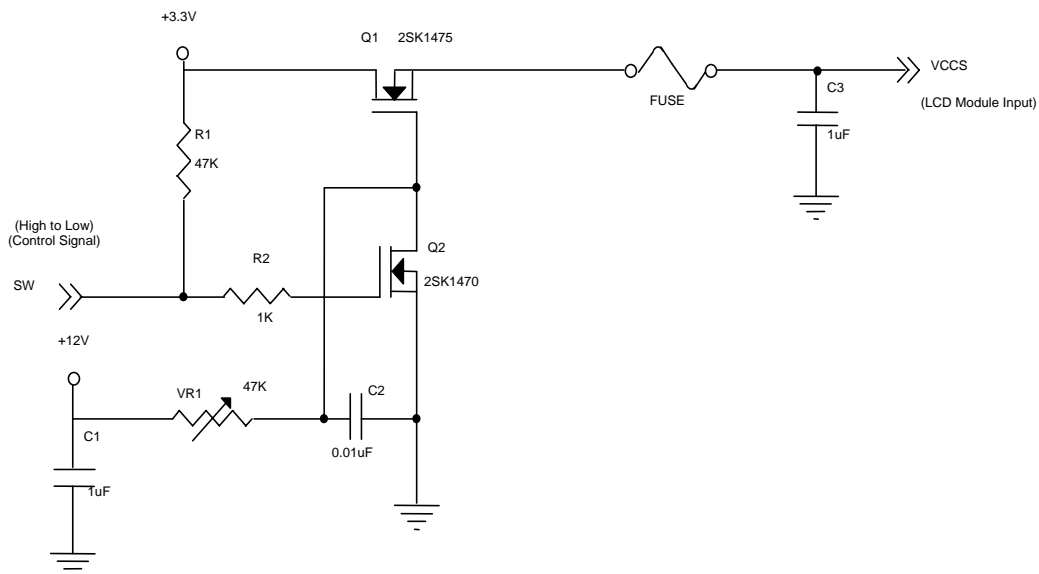 +3.3V
Q1 2SK1475
VCCS
FUSE
C3
(LCD Module Input)
R1
1uF
47K
(High to Low)
(Control Signal)
Q2
R2
SW
2SK1470
1K
+12V
VR1
47K
C2
C1
0.01uF
1uF